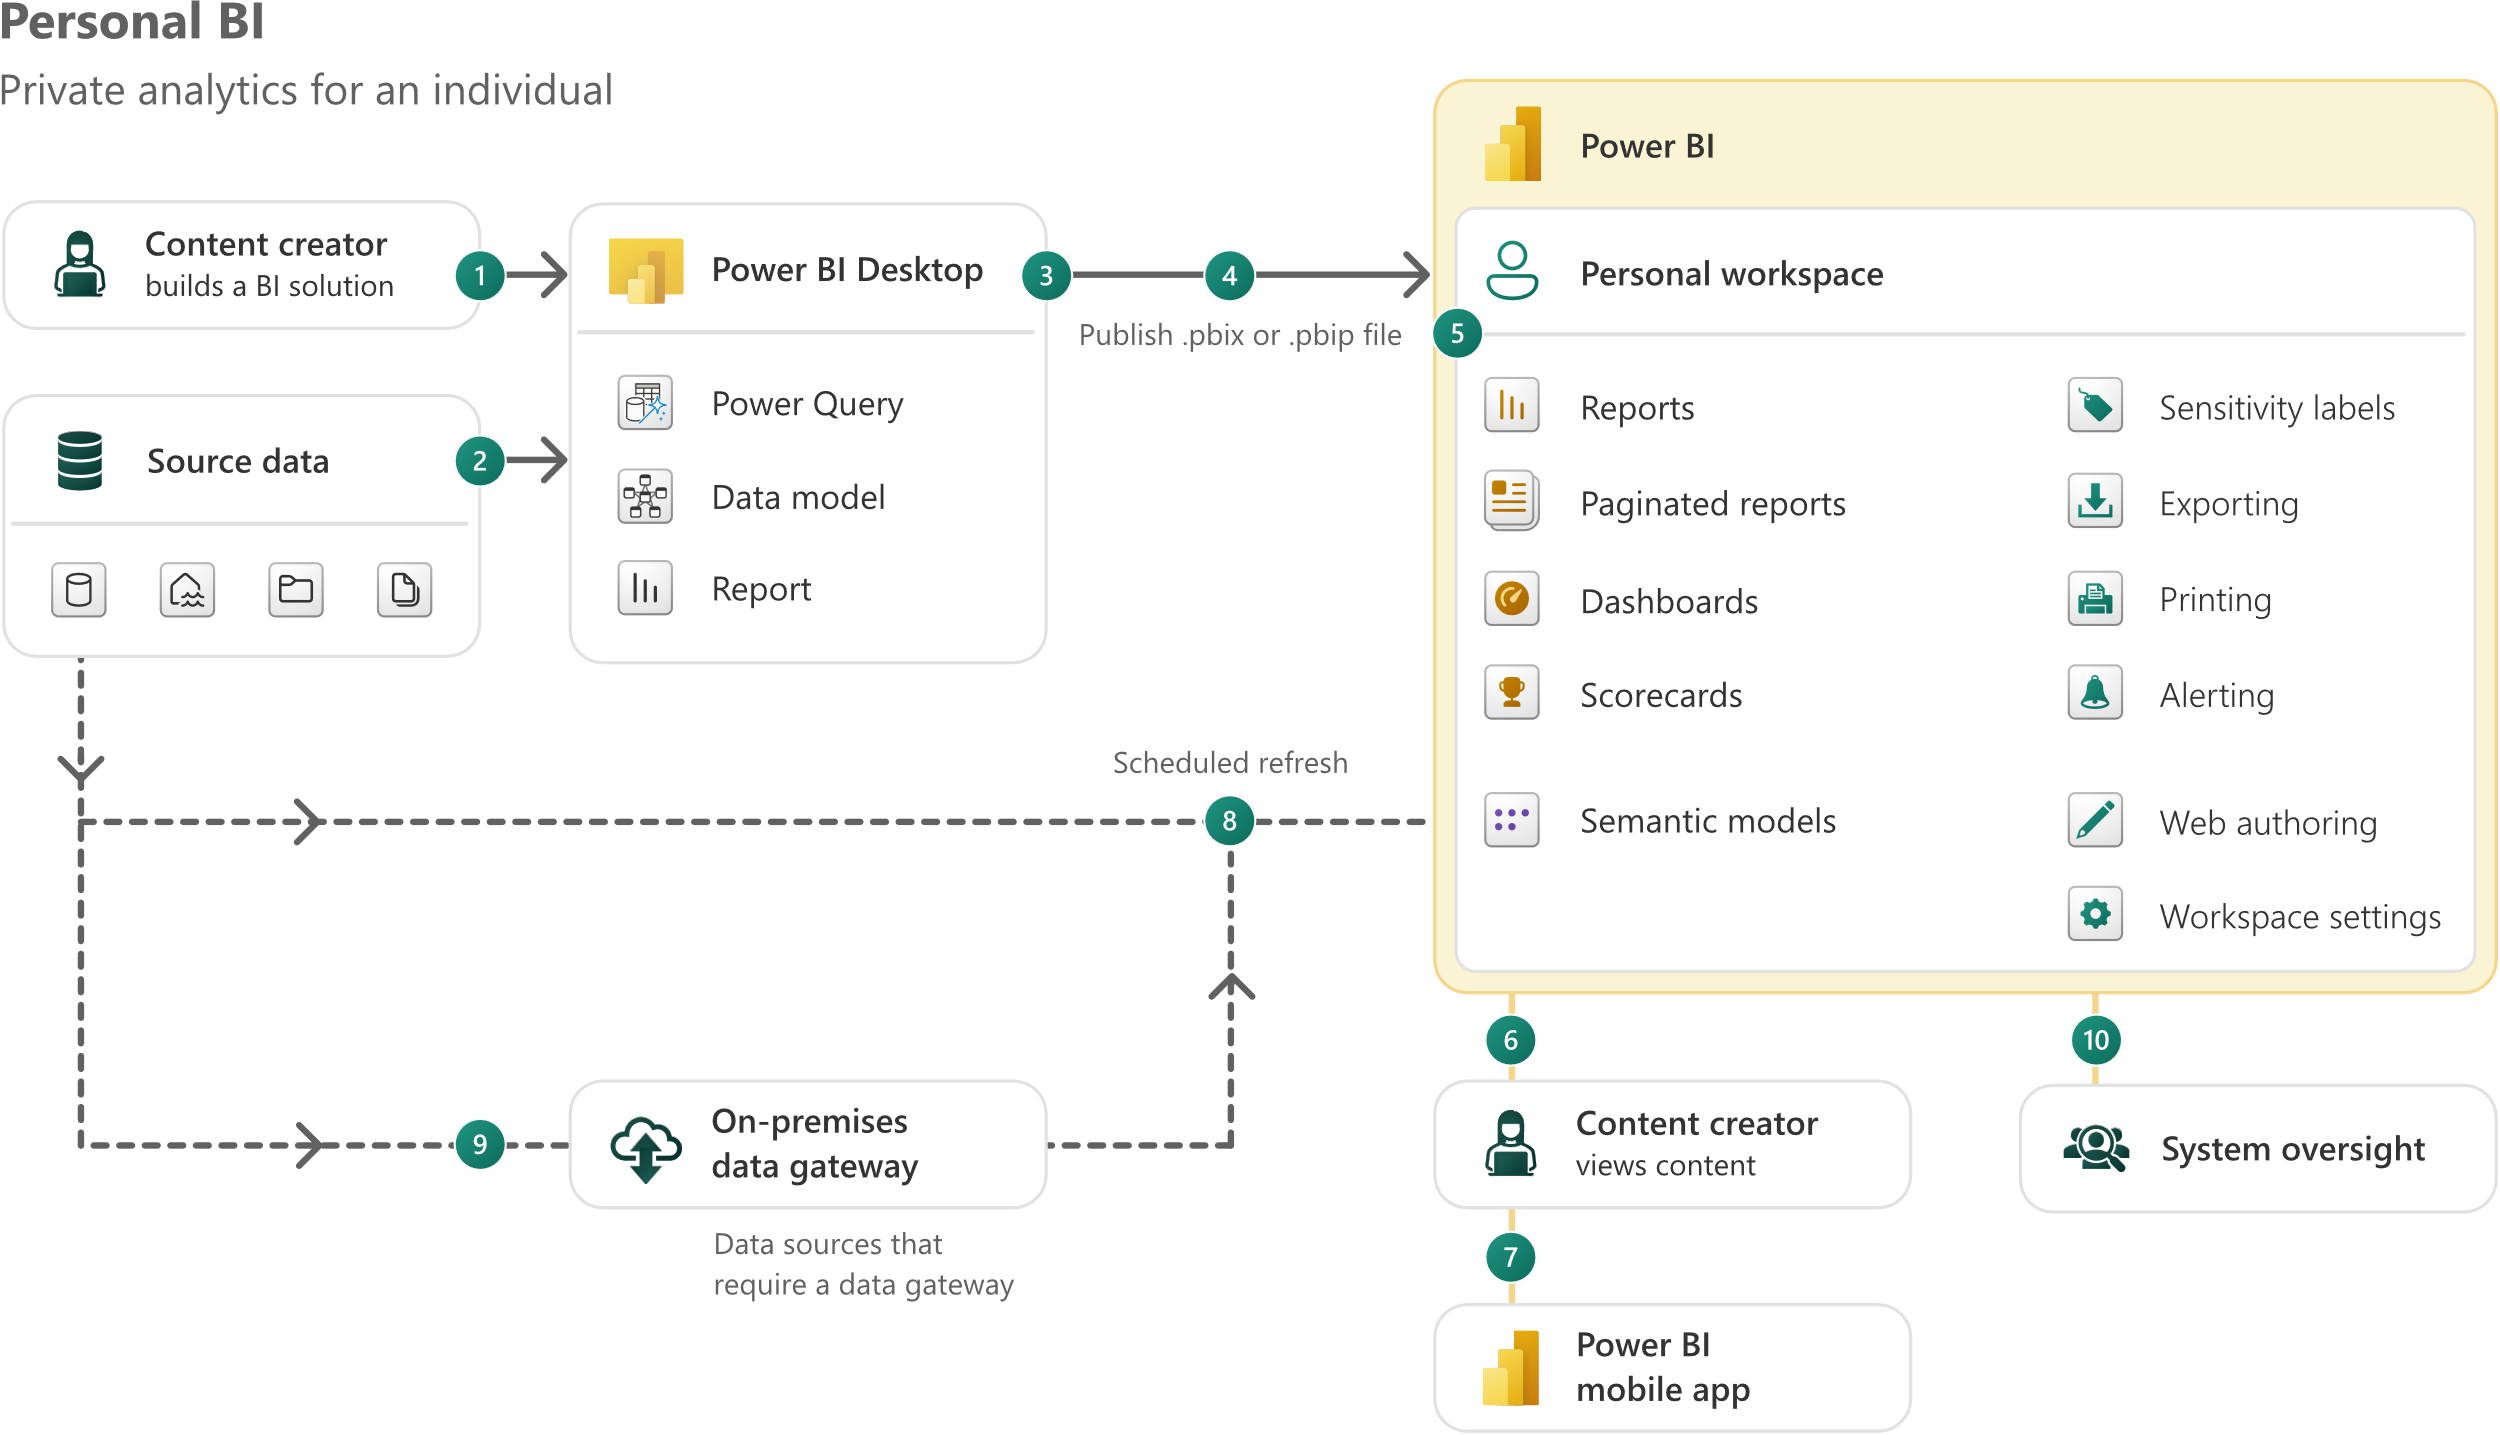 Personal BI
Private analytics for an individual
Content creator
builds a BI solution
1
Source data
2
Power BI Desktop
3
Power Query
Data model
Report
4
Publish .pbix or .pbip file
Power BI
Personal workspace
5
Reports
Paginated reports
Dashboards
Scorecards
Semantic models
Sensitivity labels
Exporting
Printing
Alerting
Web authoring
Workspace settings
Scheduled refresh
8
9
On-premises
data gateway
Data sources that
require a data gateway
6
Content creator
views content
7
Power BI
mobile app
10
System oversight